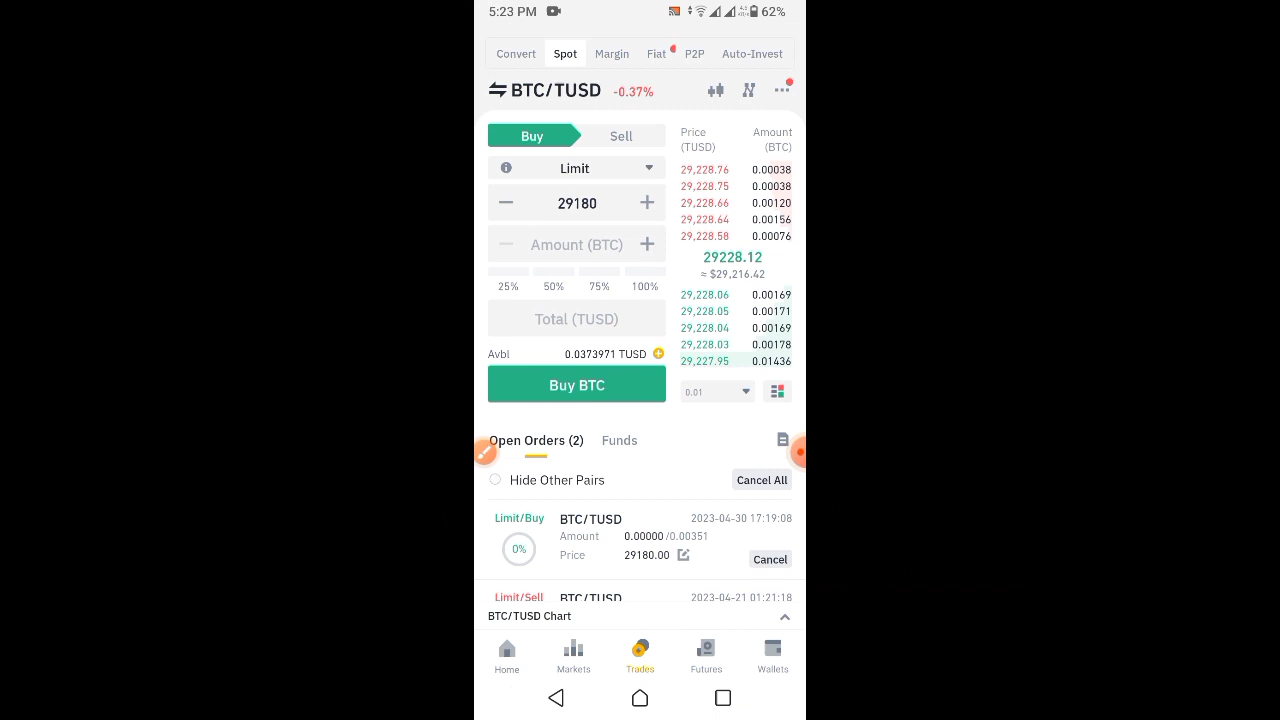 5:23 PM 62%
Convert Spot Margin Fiat P2P Auto-Invest
BTC/TUSD -0.37%
Buy Sell
Limit
29180
Amount (BTC)
25% 50% 75% 100%
Total (TUSD)
Avbl 0.0373971 TUSD
Buy BTC
Price Amount
(TUSD) (BTC)
29,228.76 0.00038
29,228.75 0.00038
29,228.66 0.00120
29,228.64 0.00156
29,228.58 0.00076
29228.12
≈ $29,216.42
29,228.06 0.00169
29,228.05 0.00171
29,228.04 0.00169
29,228.03 0.00178
29,227.95 0.01436
0.01
Open Orders (2) Funds
Hide Other Pairs Cancel All
Limit/Buy BTC/TUSD 2023-04-30 17:19:08
Amount 0.00000 /0.00351
0% Price 29180.00 Cancel
Limit/Sell BTC/TUSD 2023-04-21 01:21:18
BTC/TUSD Chart
Home Markets Trades Futures Wallets